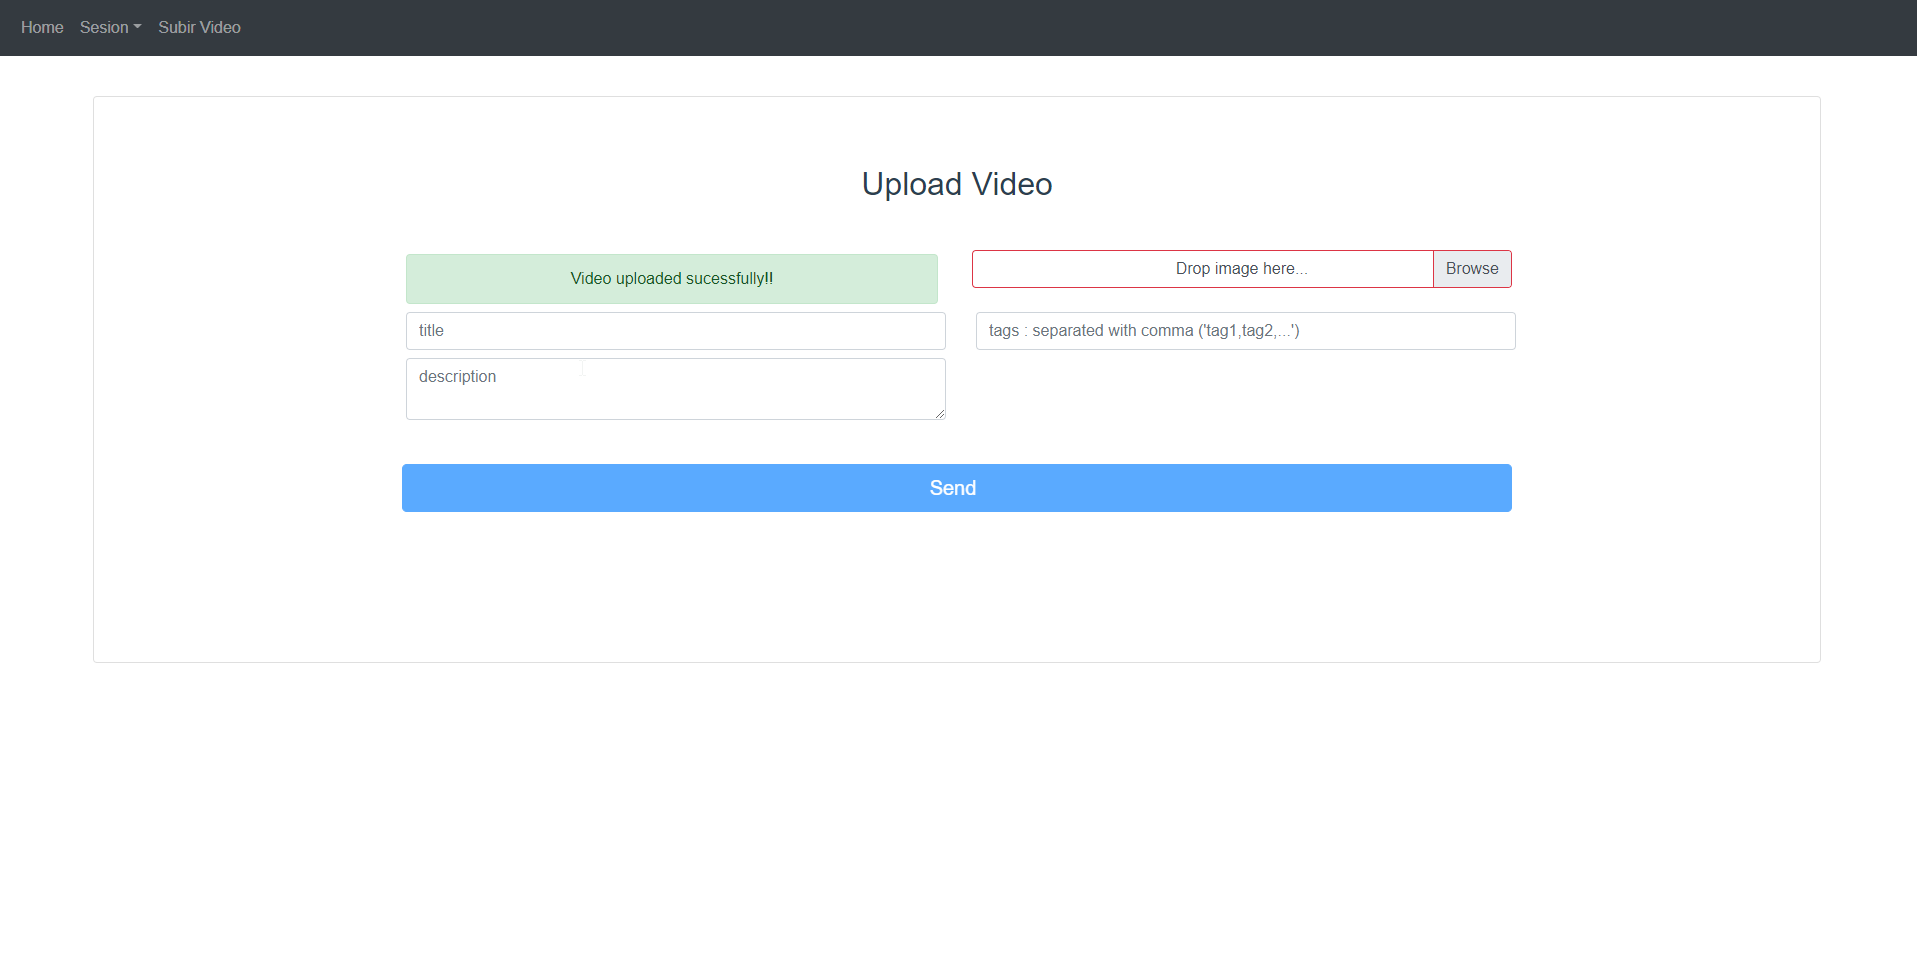 Home Sesion Subir Video
Upload Video
Video uploaded sucessfully!!
Drop image here... Browse
title
tags : separated with comma ('tag1,tag2,...')
description
Send